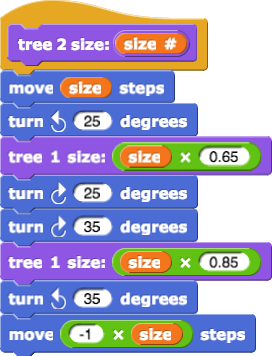 tree 2 size: size #
move size steps
turn 25 degrees
tree 1 size: size × 0.65
turn 25 degrees
turn 35 degrees
tree 1 size: size × 0.85
turn 35 degrees
move -1 × size steps